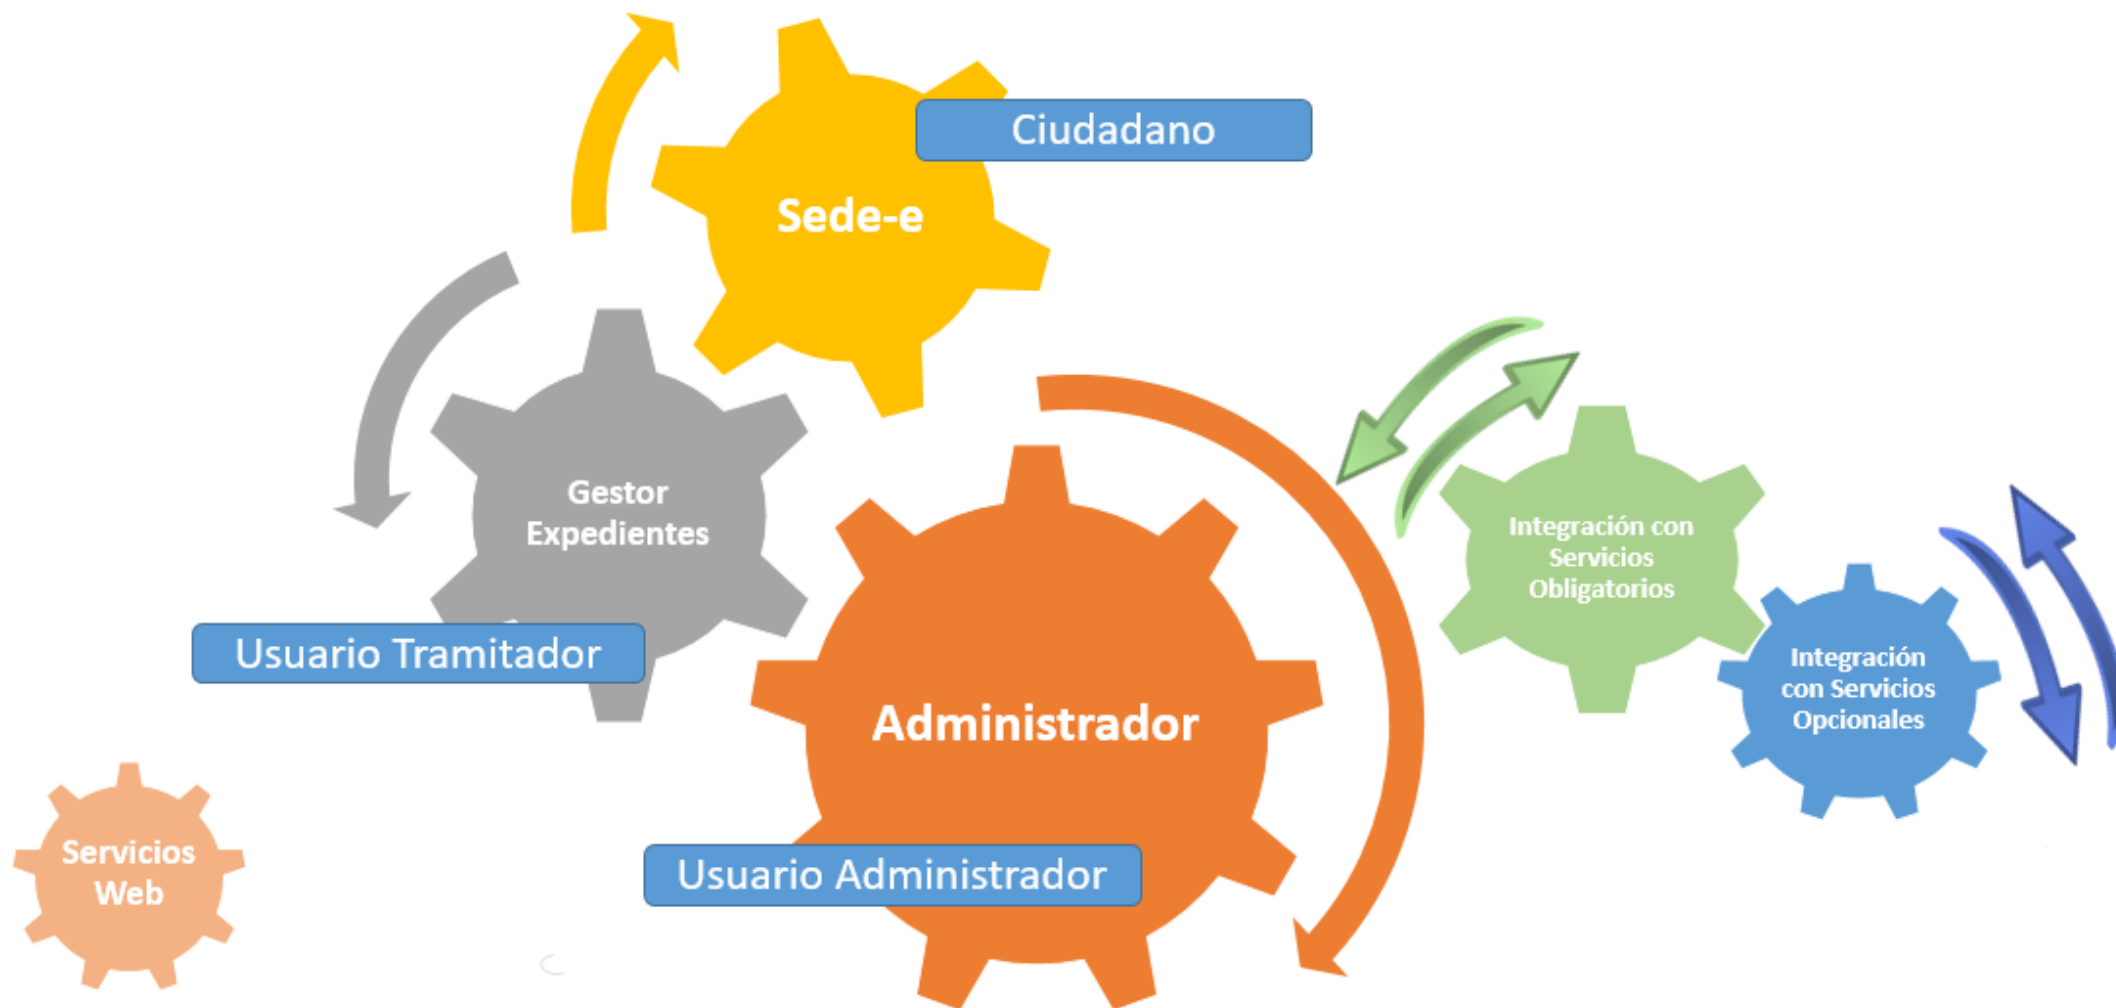 Ciudadano
Sede-e
Gestor
Expedientes
Usuario Tramitador
Administrador
Usuario Administrador
Integración con
Servicios
Obligatorios
Integración
con Servicios
Opcionales
Servicios
Web